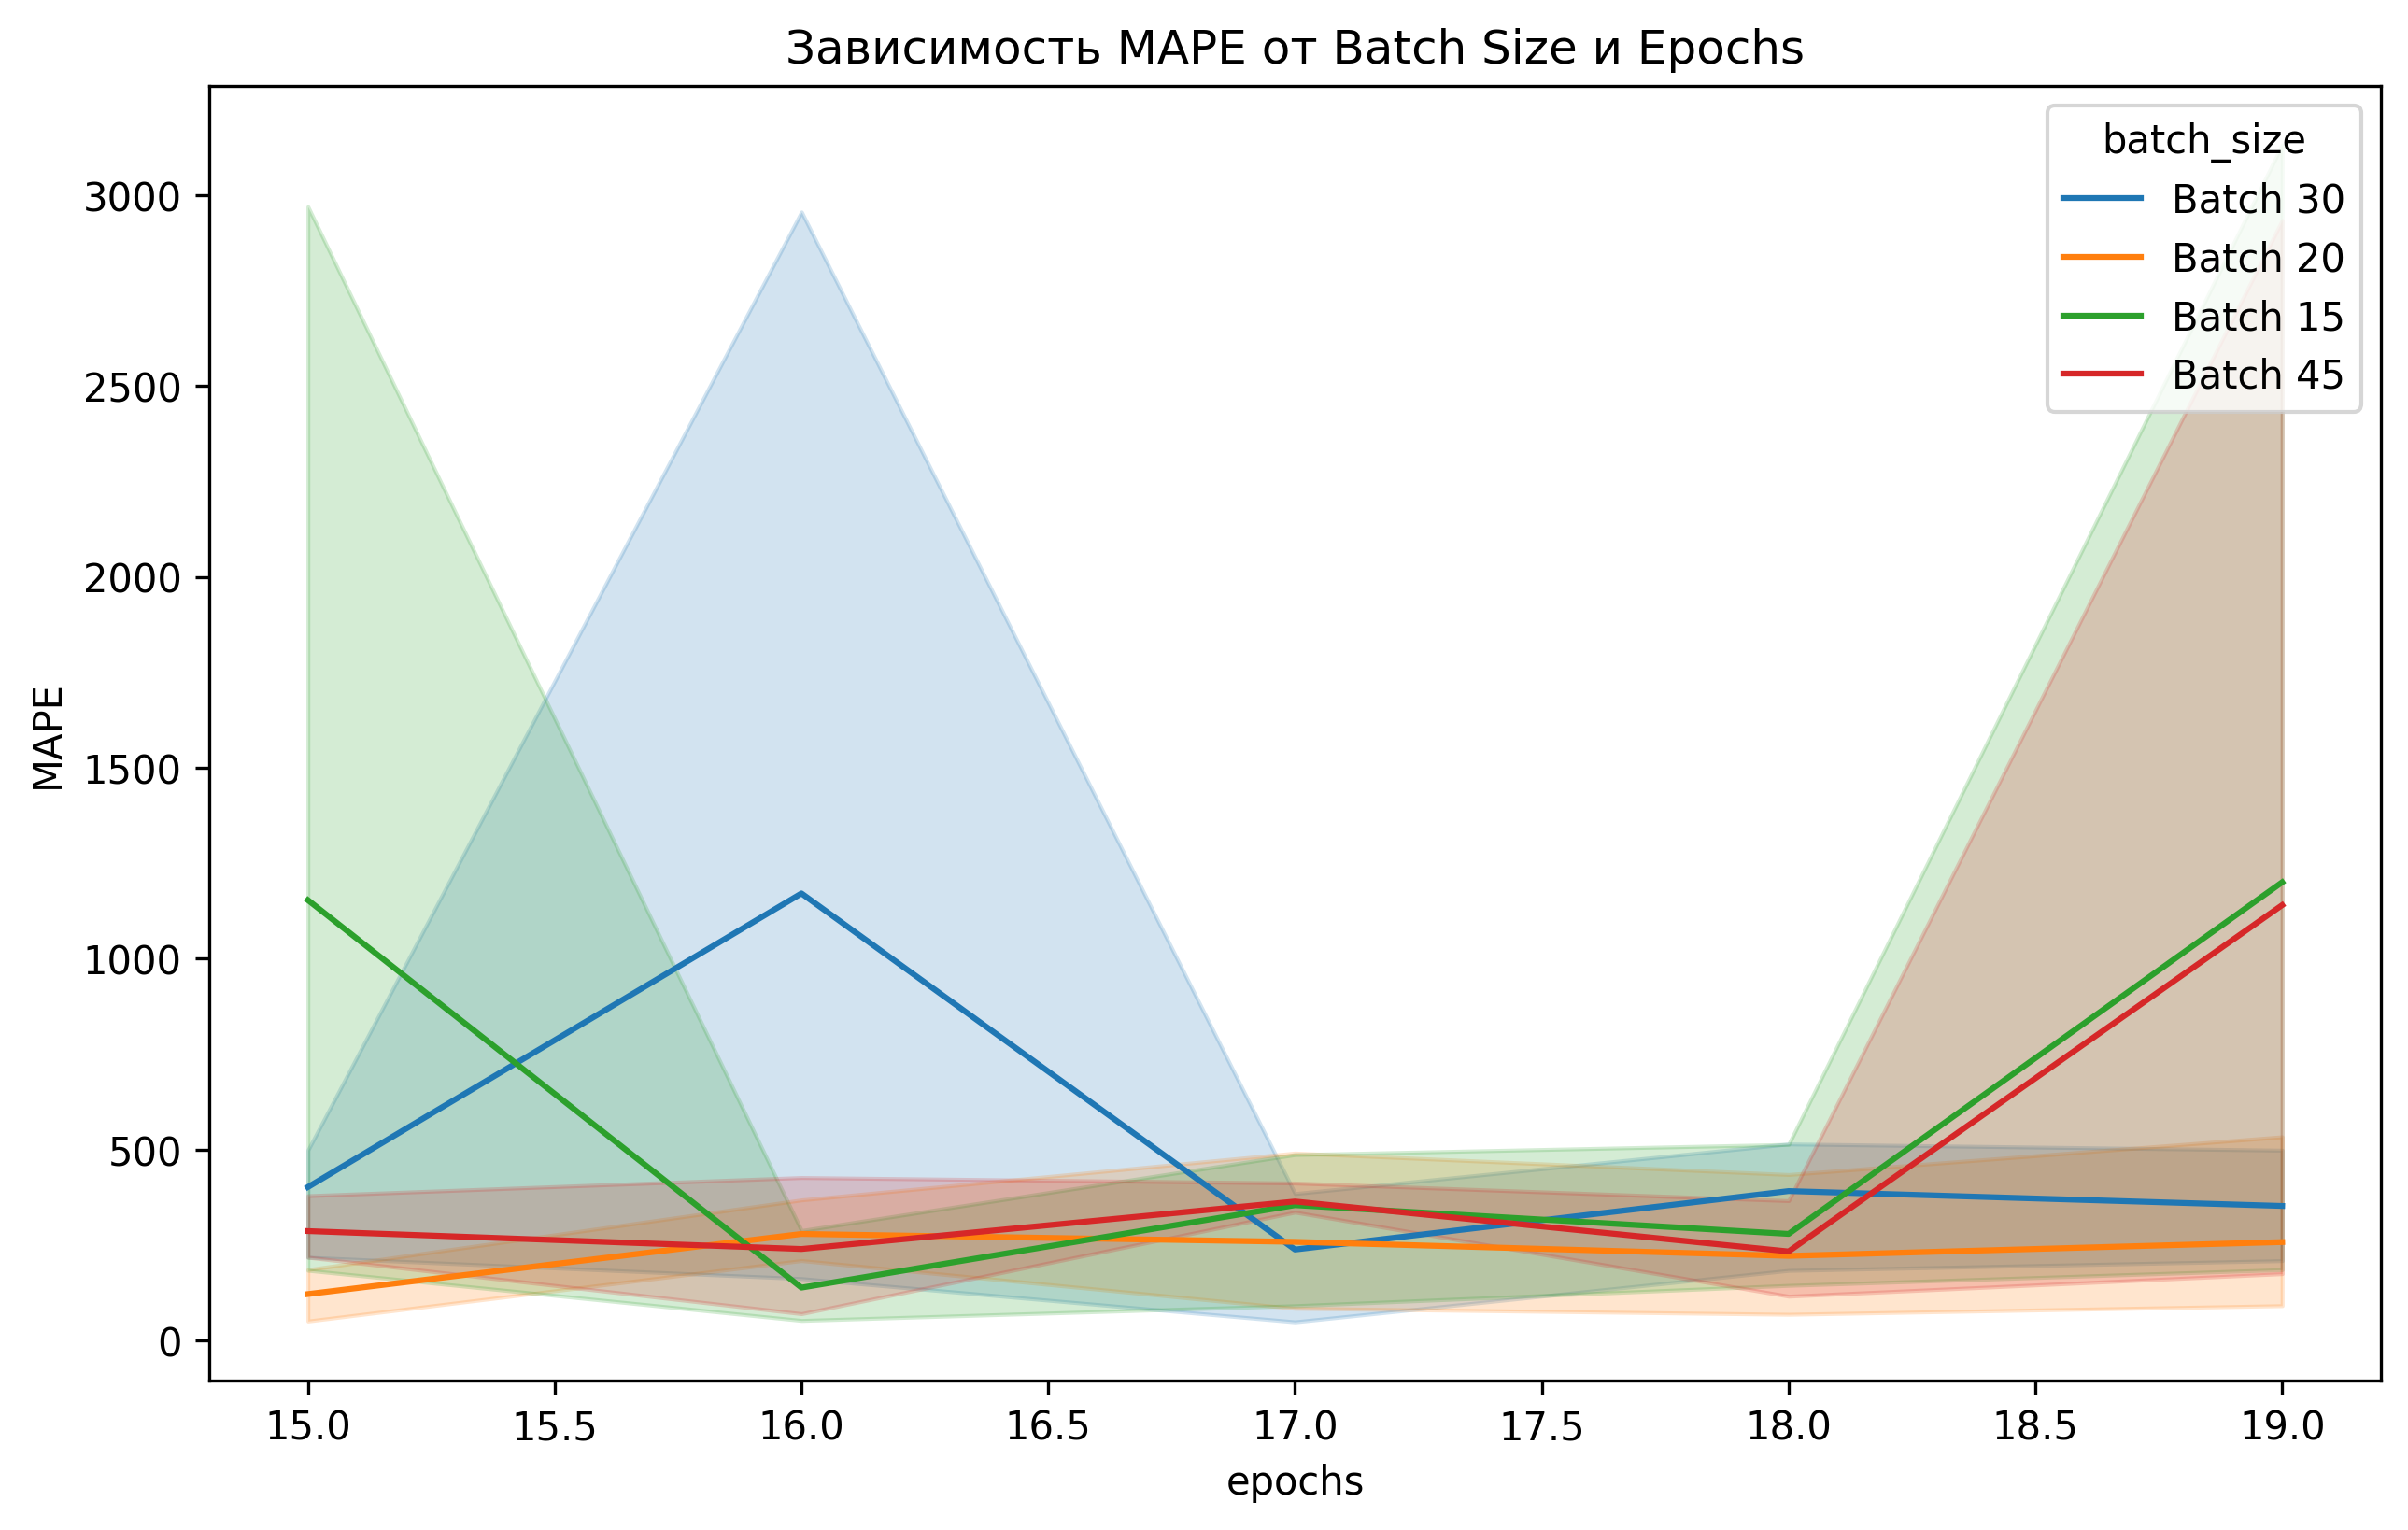 Зависимость MAPE от Batch Size и Epochs
batch_size
Batch 30
Batch 20
Batch 15
Batch 45
MAPE
3000
2500
2000
1500
1000
500
0
15.0 15.5 16.0 16.5 17.0 17.5 18.0 18.5 19.0
epochs